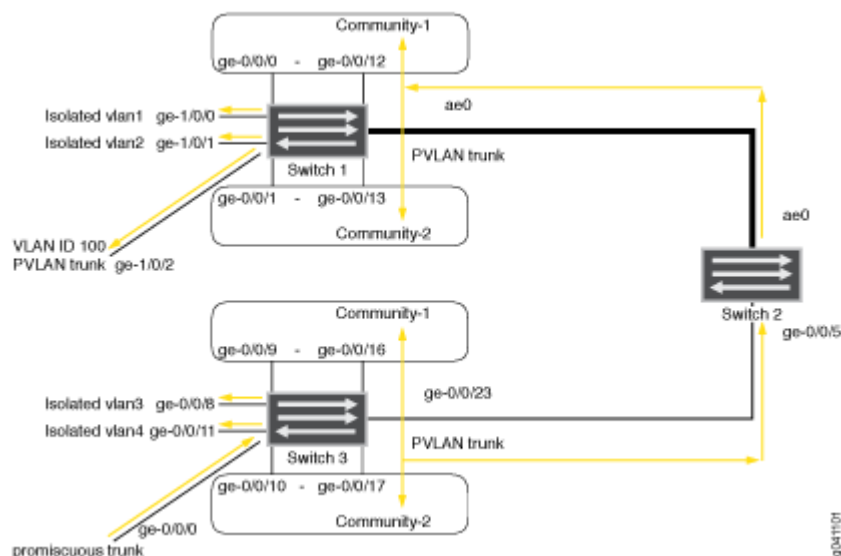 Community-1
ge-0/0/0 - ge-0/0/12
ae0
Isolated vlan1 ge-1/0/0
Isolated vlan2 ge-1/0/1
PVLAN trunk
Switch 1
ge-0/0/1 - ge-0/0/13
ae0
Community-2
VLAN ID 100
PVLAN trunk ge-1/0/2
Community-1
Switch 2
ge-0/0/5
ge-0/0/9 - ge-0/0/16
ge-0/0/23
Isolated vlan3 ge-0/0/8
Isolated vlan4 ge-0/0/11
PVLAN trunk
Switch 3
ge-0/0/10 - ge-0/0/17
Community-2
ge-0/0/0
promiscuous trunk
g041101